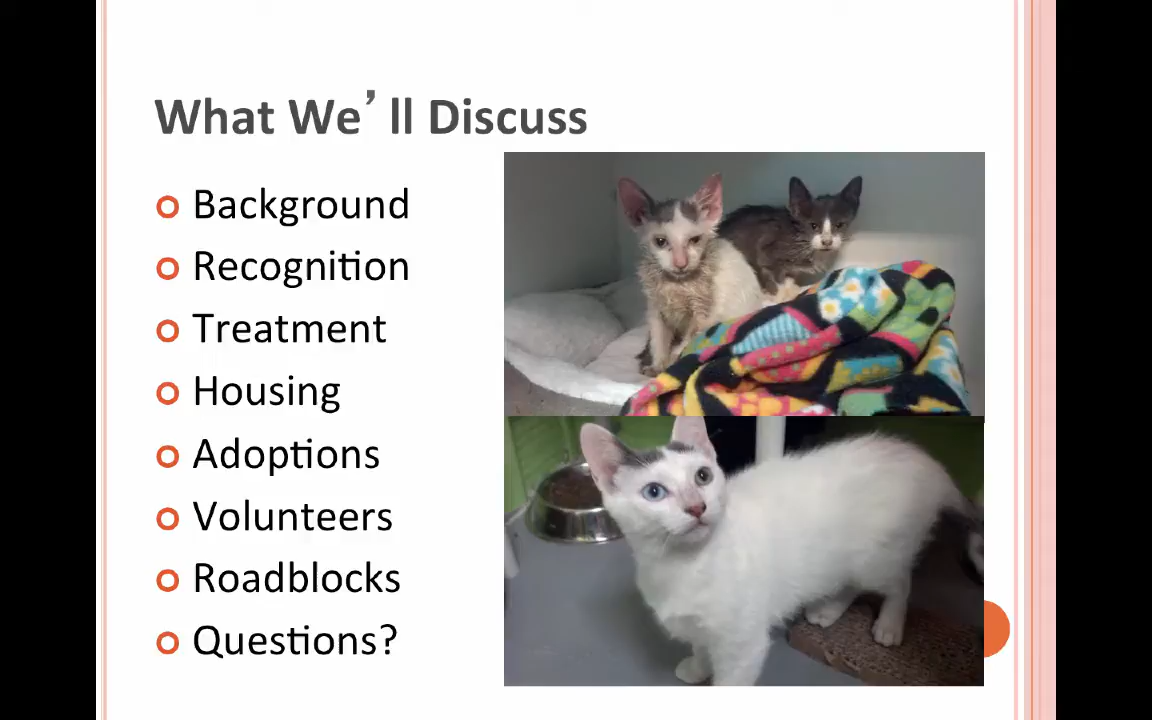 What We’ll Discuss
Background
Recognition
Treatment
Housing
Adoptions
Volunteers
Roadblocks
Questions?